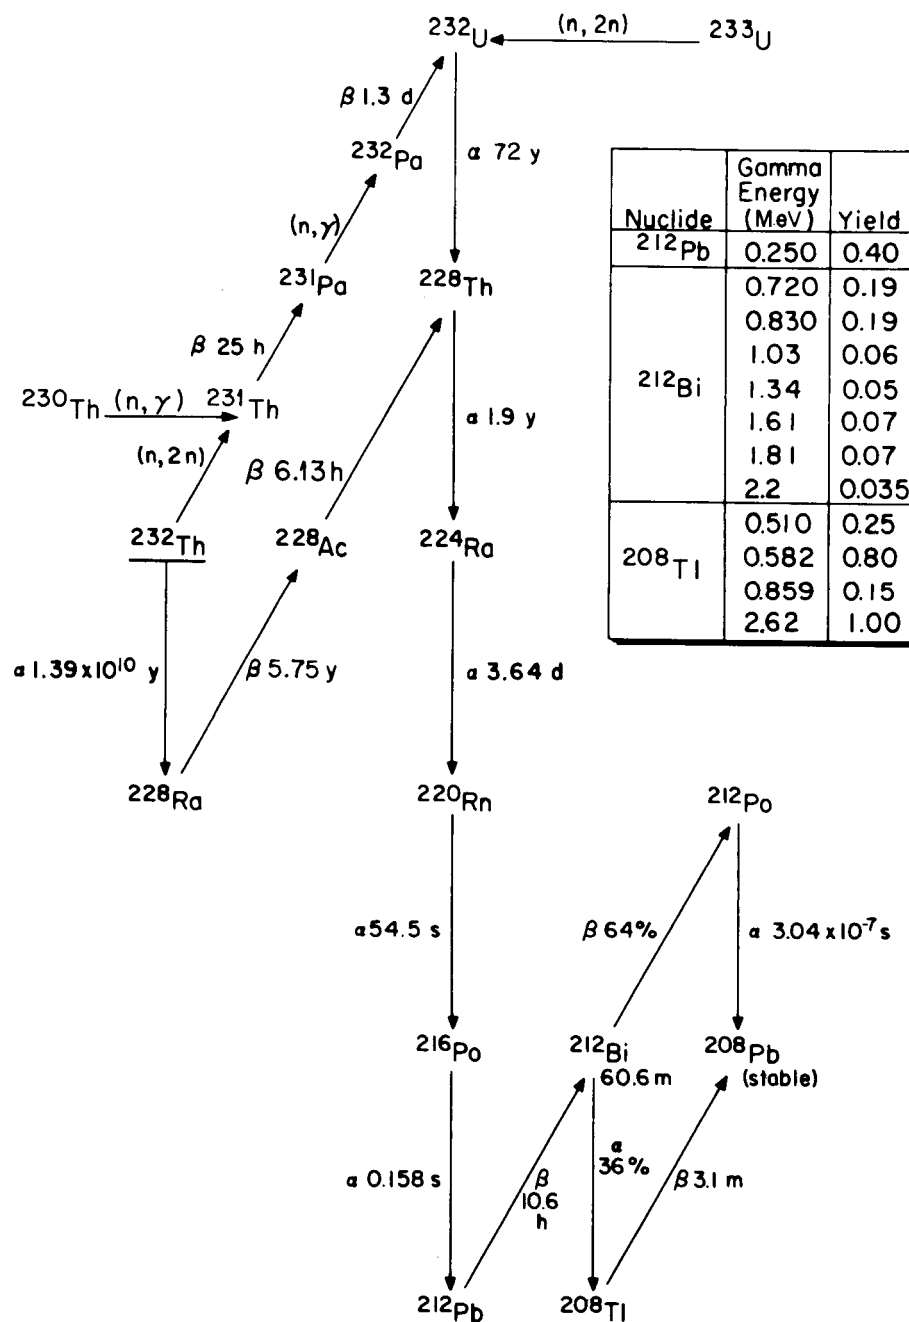 ²³²U (n, 2n) ²³³U
β 1.3 d
²³²Pa
α 72 y
(n,γ)
²³¹Pa ²²⁸Th
β 25 h
²³⁰Th (n, γ) ²³¹Th
α 1.9 y
(n, 2n)
β 6.13 h
²³²Th ²²⁸Ac ²²⁴Ra
α 1.39 x 10¹⁰ y β 5.75 y α 3.64 d
²²⁸Ra ²²⁰Rn ²¹²Po
α 54.5 s β 64% α 3.04 x 10⁻⁷ s
²¹⁶Po ²¹²Bi ²⁰⁸Pb
60.6 m (stable)
α 0.158 s
β
10.6
h
α
36%
β 3.1 m
²¹²Pb ²⁰⁸Tl
Nuclide Gamma Energy (MeV) Yield
²¹²Pb 0.250 0.40
²¹²Bi
0.720 0.19
0.830 0.19
1.03 0.06
1.34 0.05
1.61 0.07
1.81 0.07
2.2 0.035
²⁰⁸Tl
0.510 0.25
0.582 0.80
0.859 0.15
2.62 1.00